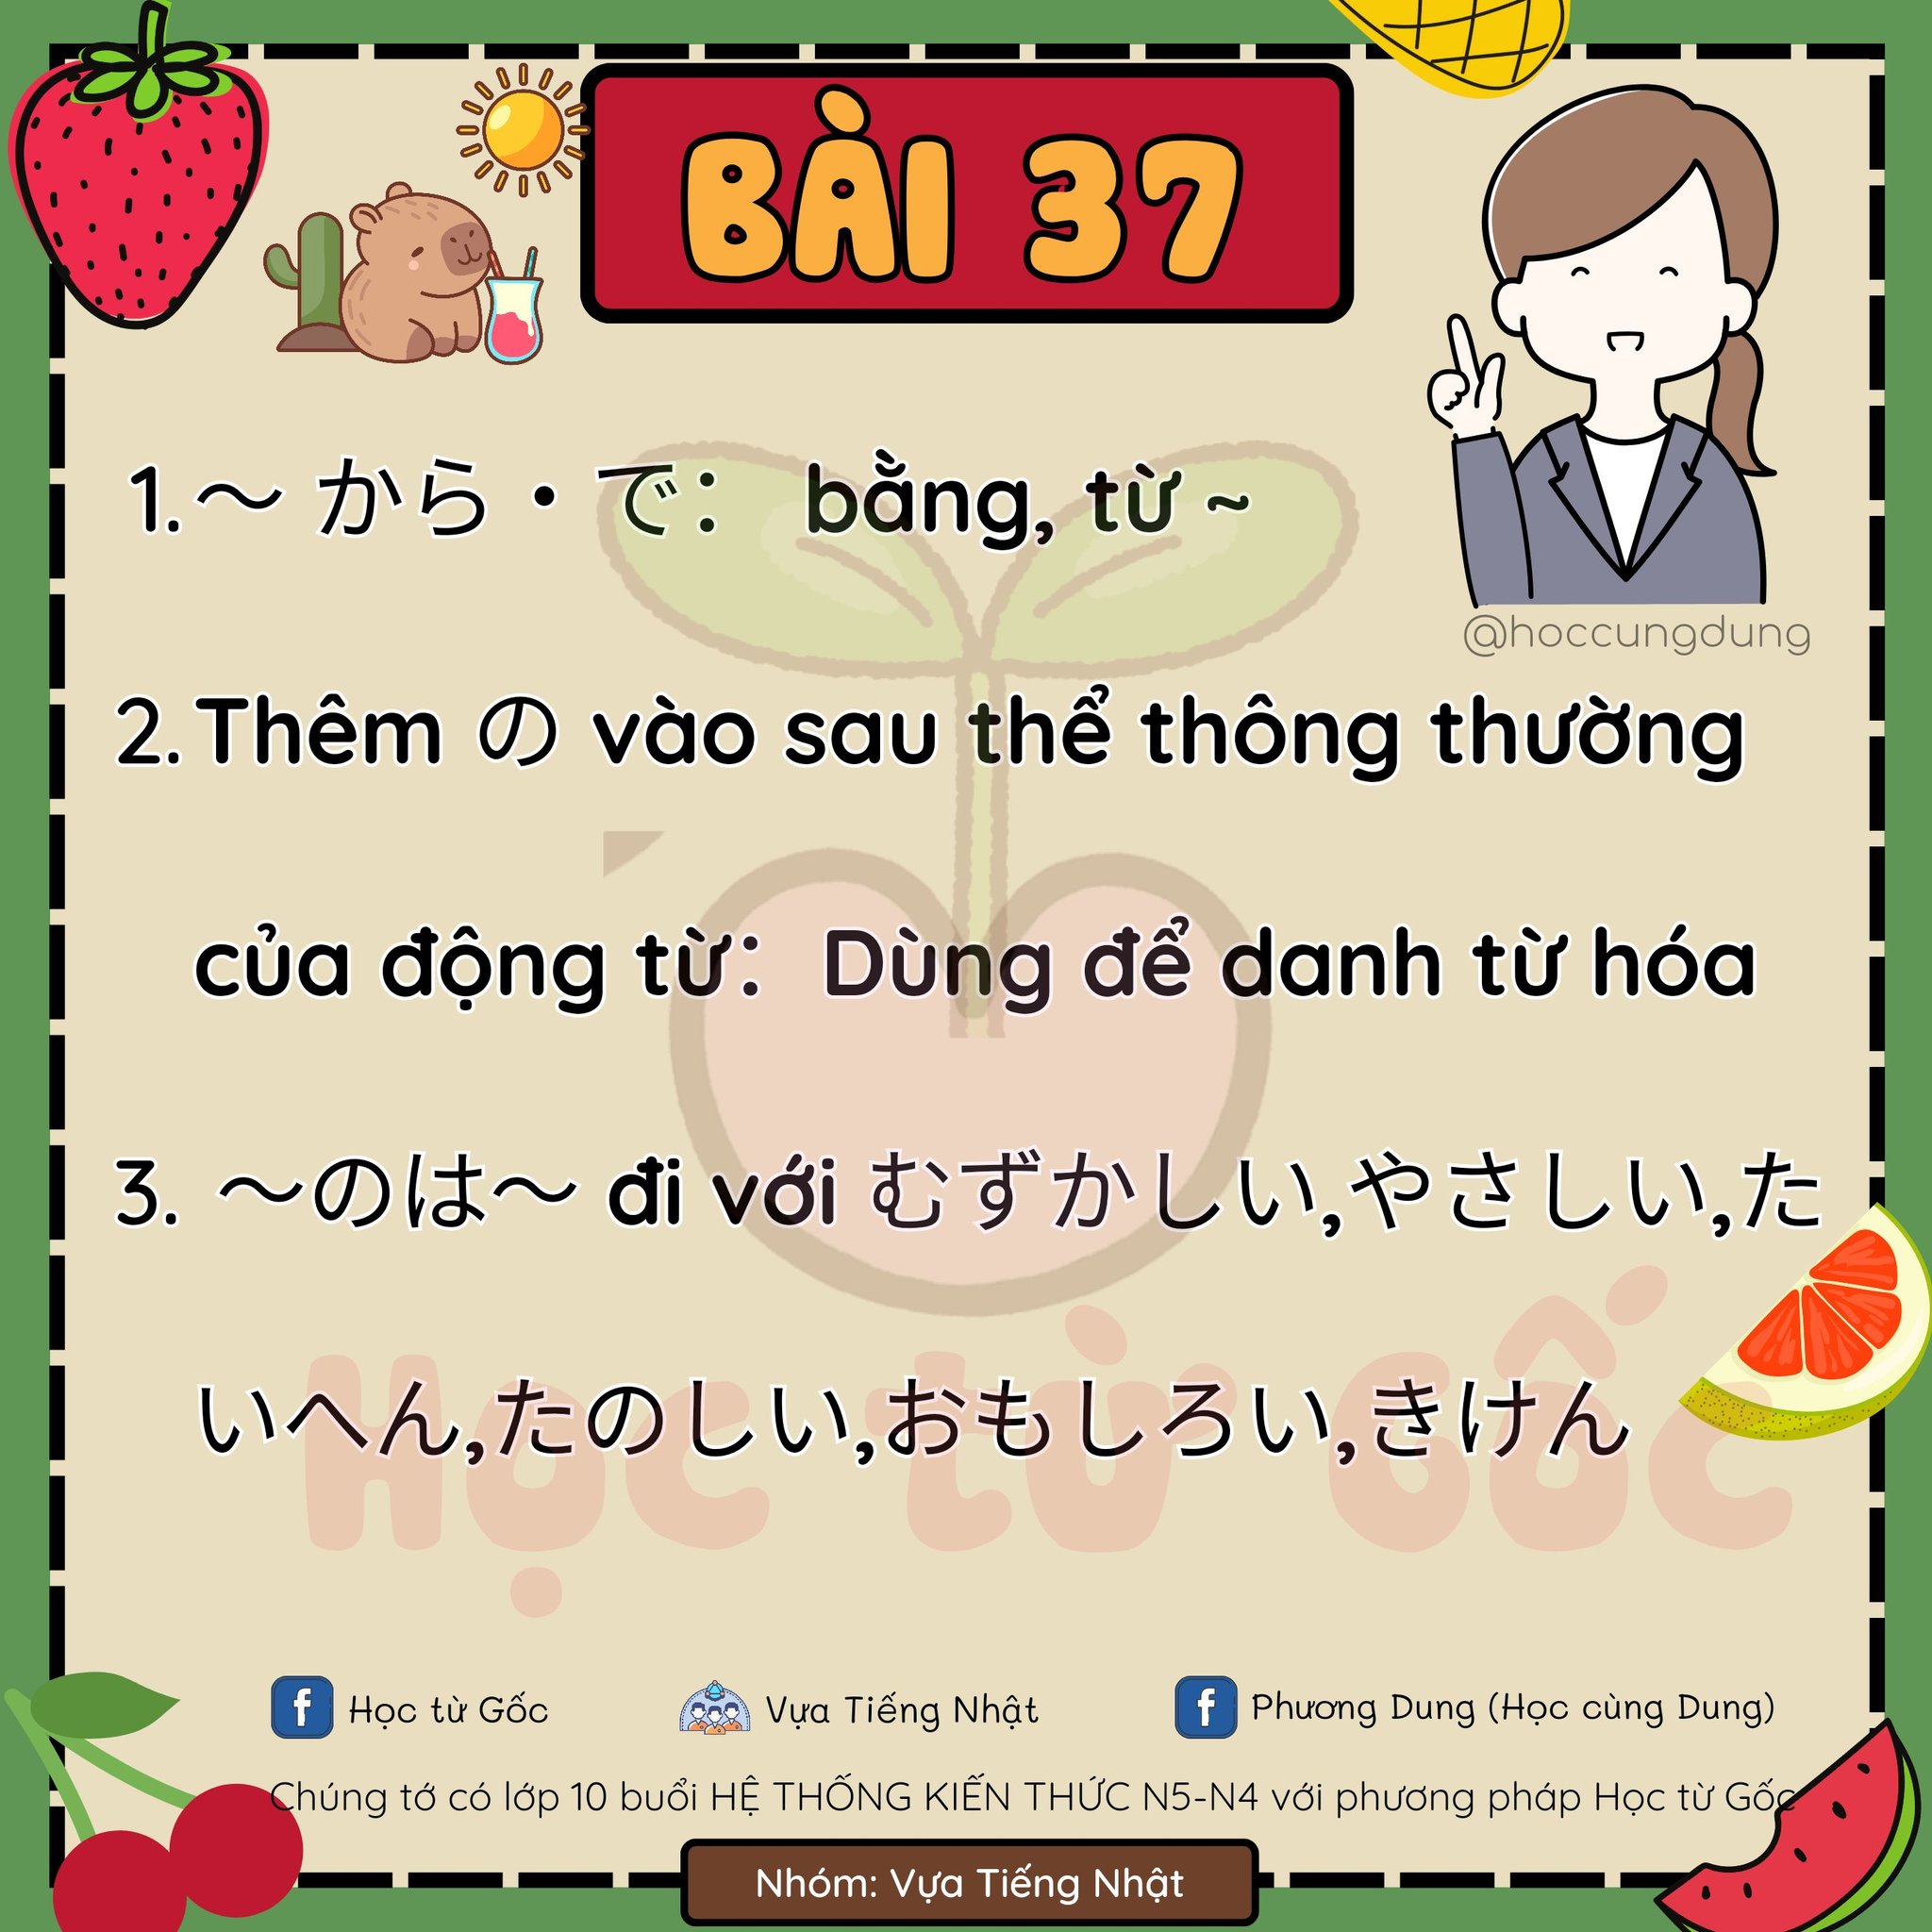 BÀI 37
1.～ から・で： bằng, từ ~
@hoccungdung
2. Thêm の vào sau thể thông thường
của động từ： Dùng để danh từ hóa
3. ～のは～ đi với むずかしい,やさしい,た
いへん,たのしい,おもしろい,きけん
Học từ Gốc
Học từ Gốc Vựa Tiếng Nhật Phương Dung (Học cùng Dung)
Chúng tớ có lớp 10 buổi HỆ THỐNG KIẾN THỨC N5-N4 với phương pháp Học từ Gốc
Nhóm: Vựa Tiếng Nhật